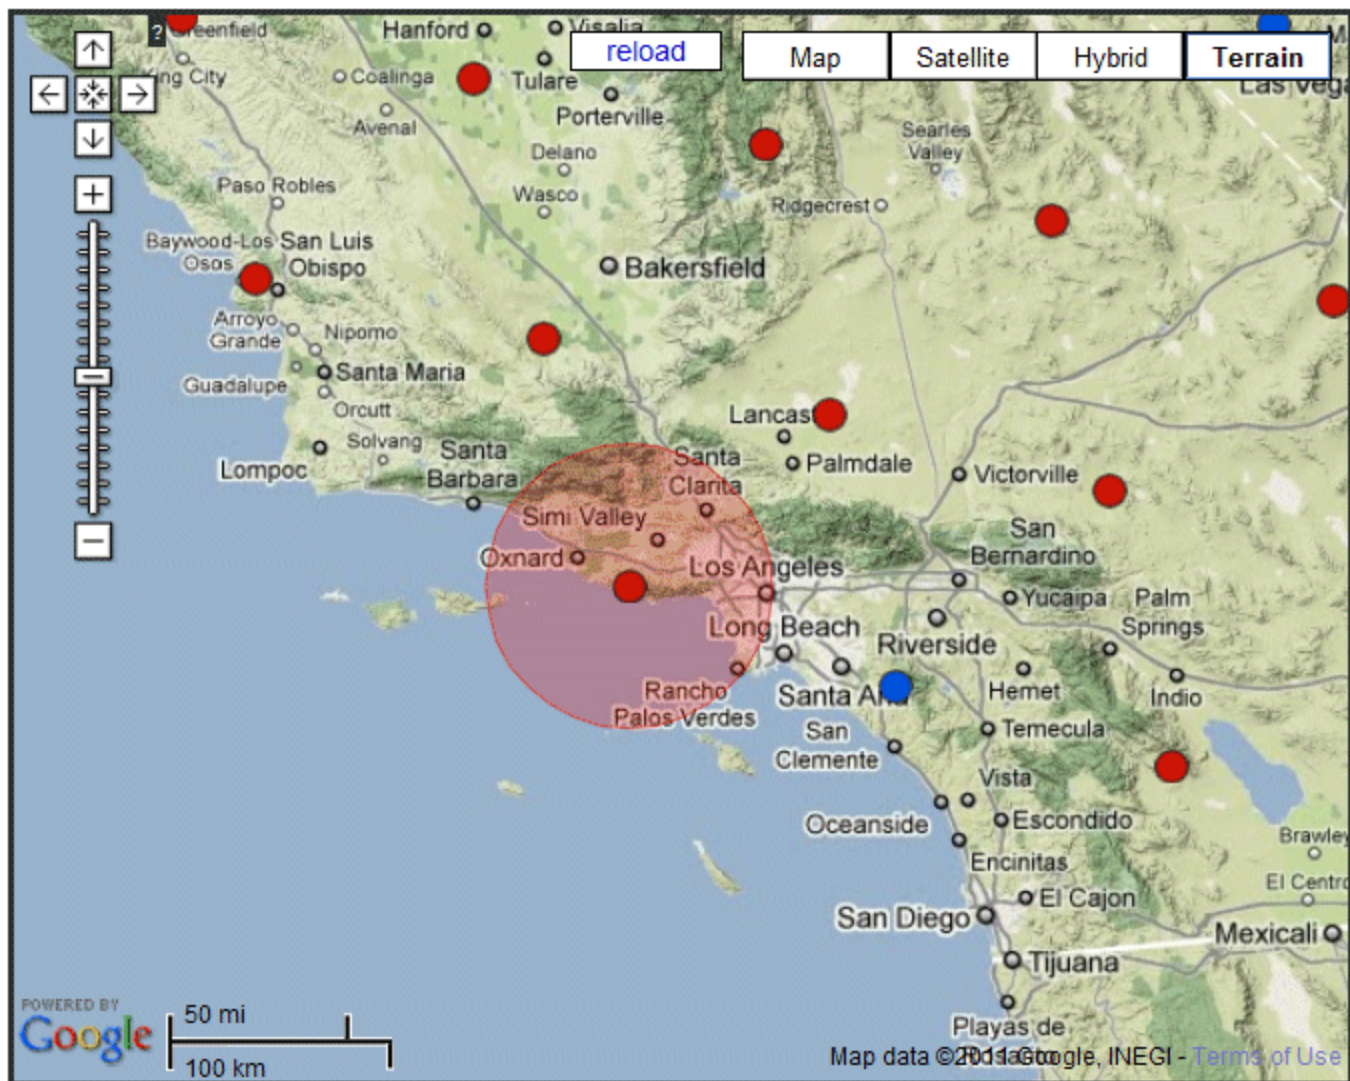 ?
Greenfield
King City
Hanford
Visalia
reload
Map
Satellite
Hybrid
Terrain
Las Vega
Coalinga
Tulare
Avenal
Porterville
Delano
Searles
Valley
Paso Robles
Wasco
Ridgecrest
Baywood-Los
Osos
San Luis
Obispo
Bakersfield
Arroyo
Grande
Nipomo
Guadalupe
Santa Maria
Orcutt
Lancas
Solvang
Santa
Barbara
Lompoc
Santa
Clarita
Palmdale
Victorville
Simi Valley
Oxnard
San
Bernardino
Los Angeles
Yucaipa
Palm
Springs
Long Beach
Riverside
Rancho
Palos Verdes
Santa Ana
Hemet
Indio
San
Clemente
Temecula
Vista
Oceanside
Escondido
Encinitas
Brawley
El Cajon
El Centro
San Diego
Mexicali
Tijuana
Playas de
POWERED BY
Google
50 mi
100 km
Map data ©2011 Google, INEGI - Terms of Use